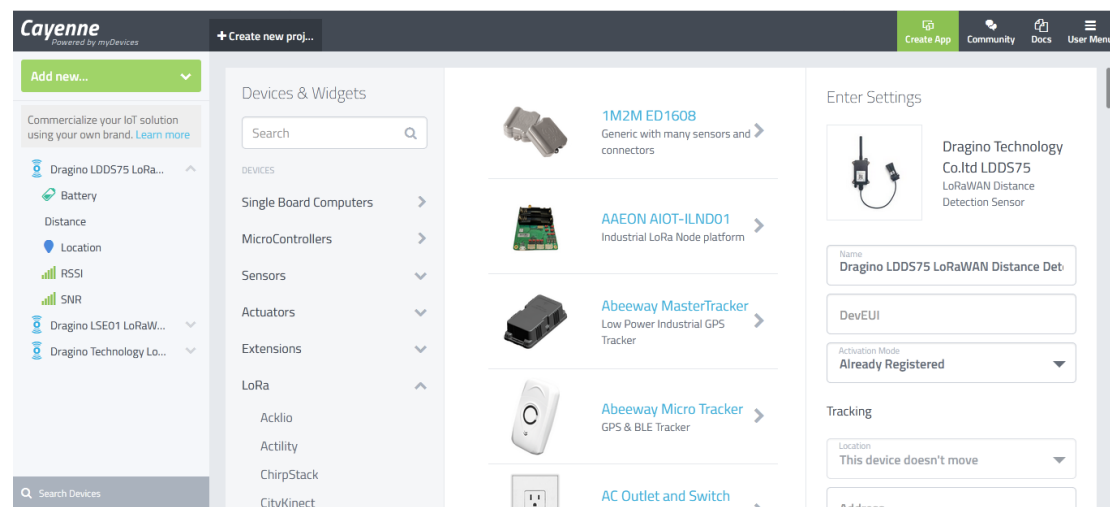 Cayenne
Powered by myDevices
+ Create new proj...
Create App
Community
Docs
User Menu
Add new...
Commercialize your IoT solution
using your own brand. Learn more
Dragino LDDS75 LoRa...
Battery
Distance
Location
RSSI
SNR
Dragino LSE01 LoRaW...
Dragino Technology Lo...
Search Devices
Devices & Widgets
Search
DEVICES
Single Board Computers
MicroControllers
Sensors
Actuators
Extensions
LoRa
Acklio
Actility
ChirpStack
CityKinect
1M2M ED1608
Generic with many sensors and
connectors
AAEON AIOT-ILND01
Industrial LoRa Node platform
Abeeway MasterTracker
Low Power Industrial GPS
Tracker
Abeeway Micro Tracker
GPS & BLE Tracker
AC Outlet and Switch
Enter Settings
Dragino Technology
Co.ltd LDDS75
LoRaWAN Distance
Detection Sensor
Name
Dragino LDDS75 LoRaWAN Distance Det
DevEUI
Activation Mode
Already Registered
Tracking
Location
This device doesn't move
Address